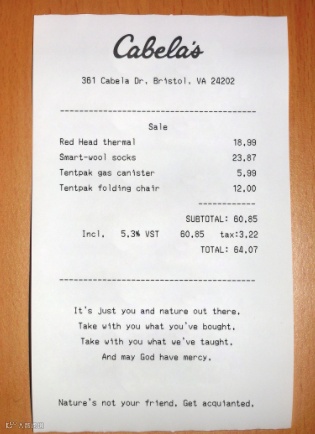 Cabela's
361 Cabela Dr. Bristol. VA 24202
Sale
Red Head thermal 18.99
Smart-wool socks 23.87
Tentpak gas canister 5.99
Tentpak folding chair 12.00
SUBTOTAL: 60.85
Incl. 5.3% VST 60.85 tax:3.22
TOTAL: 64.07
It's just you and nature out there.
Take with you what you've bought.
Take with you what we've taught.
And may God have mercy.
Nature's not your friend. Get acquianted.